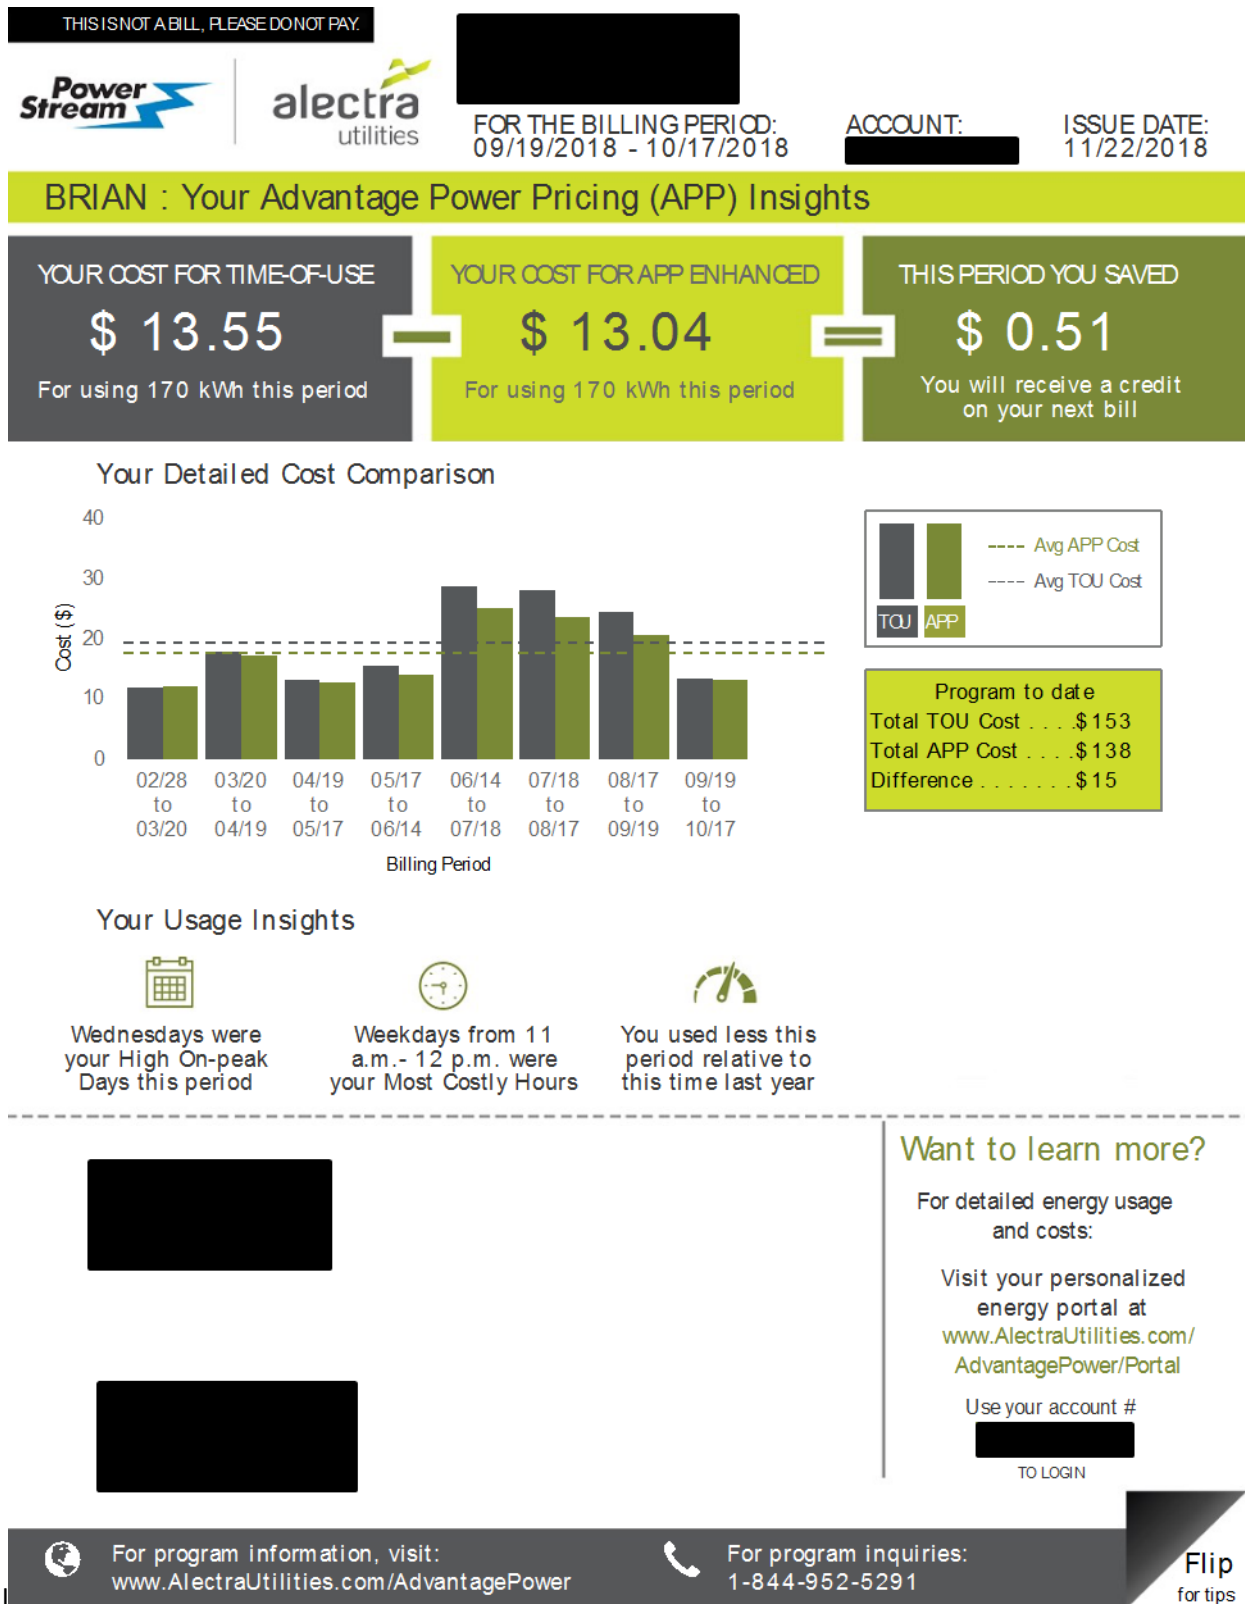 THIS IS NOT A BILL, PLEASE DO NOT PAY.
Power
Stream
alectra
utilities
FOR THE BILLING PERIOD:
09/19/2018 - 10/17/2018
ACCOUNT:
ISSUE DATE:
11/22/2018
BRIAN : Your Advantage Power Pricing (APP) Insights
YOUR COST FOR TIME-OF-USE
$ 13.55
For using 170 kWh this period
YOUR COST FOR APP ENHANCED
$ 13.04
For using 170 kWh this period
THIS PERIOD YOU SAVED
$ 0.51
You will receive a credit
on your next bill
Your Detailed Cost Comparison
40
30
20
10
0
Cost ($)
02/28 to 03/20
03/20 to 04/19
04/19 to 05/17
05/17 to 06/14
06/14 to 07/18
07/18 to 08/17
08/17 to 09/19
09/19 to 10/17
Billing Period
TOU
APP
Avg APP Cost
Avg TOU Cost
Program to date
Total TOU Cost . . . .$153
Total APP Cost . . . .$138
Difference . . . . . . .$15
Your Usage Insights
Wednesdays were
your High On-peak
Days this period
Weekdays from 11
a.m.- 12 p.m. were
your Most Costly Hours
You used less this
period relative to
this time last year
Want to learn more?
For detailed energy usage
and costs:
Visit your personalized
energy portal at
www.AlectraUtilities.com/
AdvantagePower/Portal
Use your account #
TO LOGIN
For program information, visit:
www.AlectraUtilities.com/AdvantagePower
For program inquiries:
1-844-952-5291
Flip
for tips